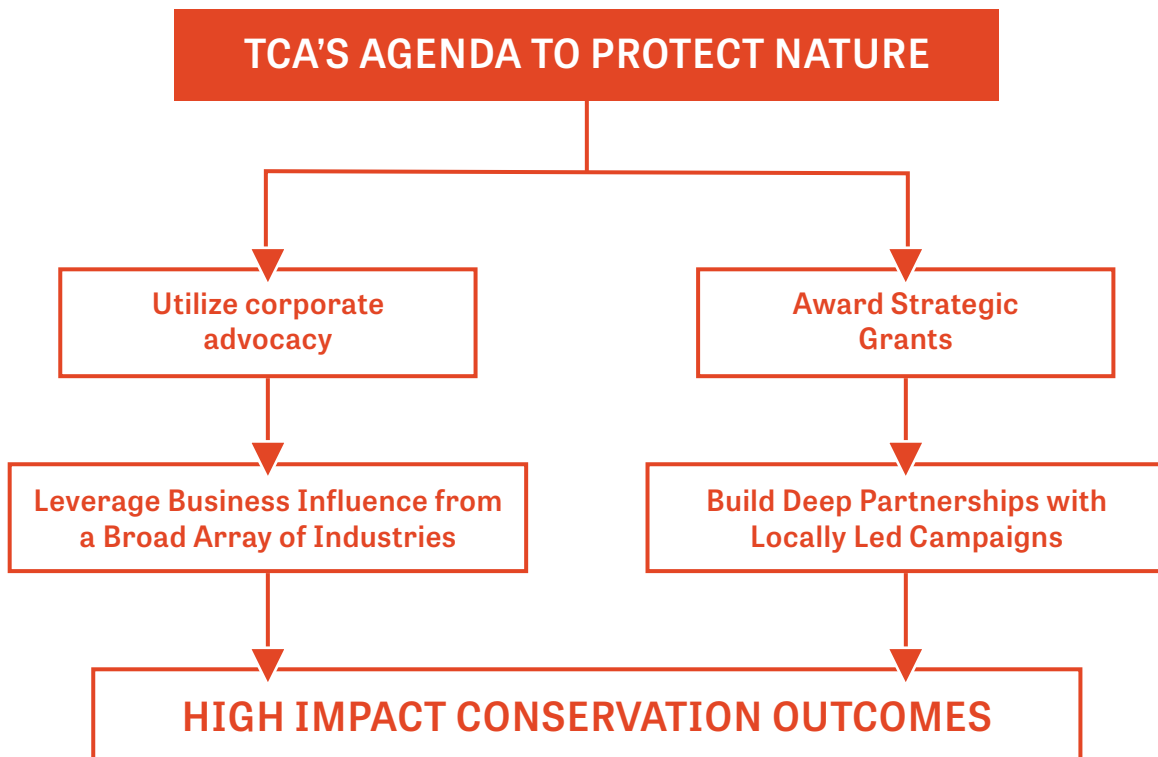 TCA'S AGENDA TO PROTECT NATURE
Utilize corporate
advocacy
Award Strategic
Grants
Leverage Business Influence from
a Broad Array of Industries
Build Deep Partnerships with
Locally Led Campaigns
HIGH IMPACT CONSERVATION OUTCOMES